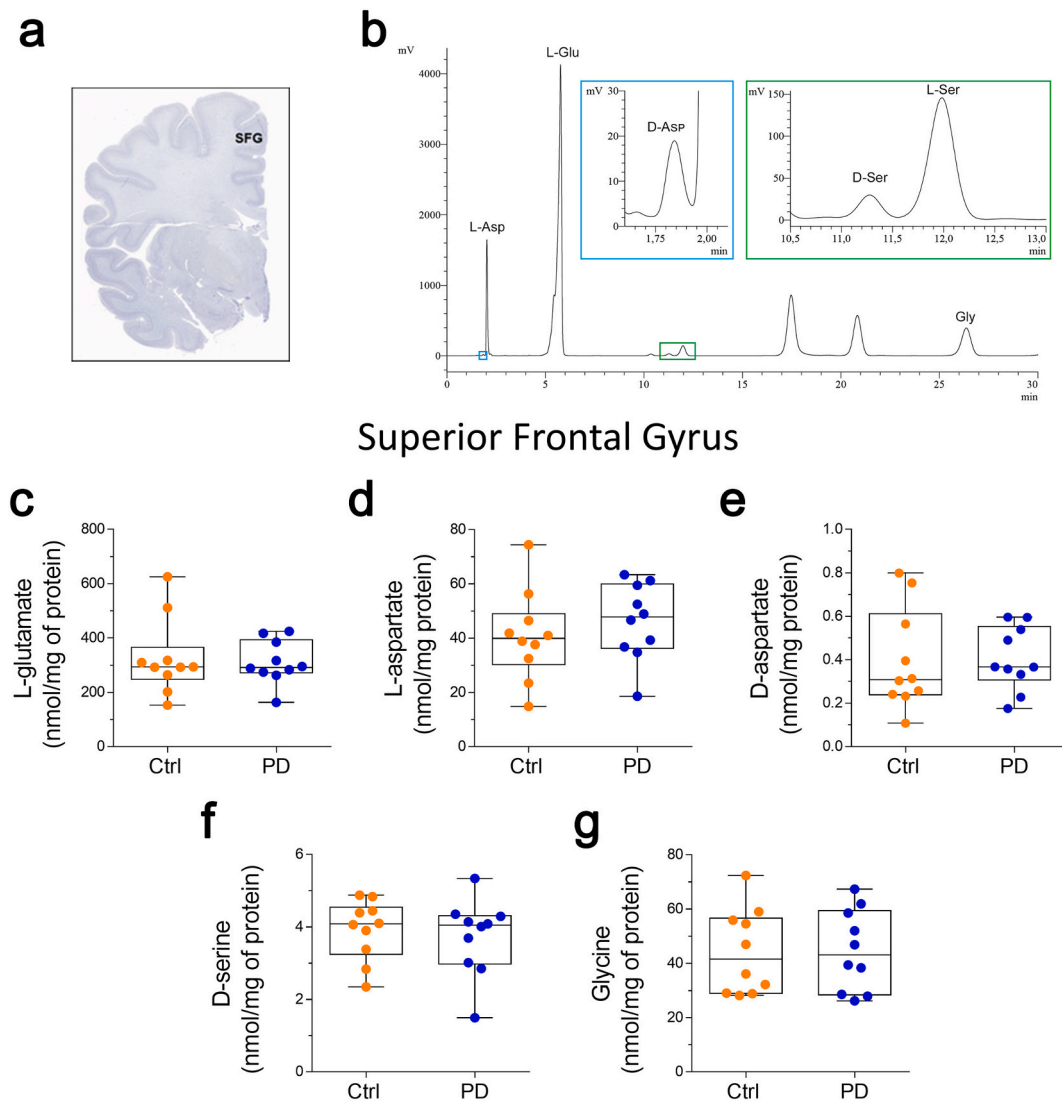 a
SFG
b
mV
4000
3000
2000
1000
0
L-Asp
L-Glu
Gly
0 5 10 15 20 25 30
min
mV
30
20
10
0
D-Asp
1,75 2,00
min
mV
150
100
50
0
D-Ser
L-Ser
10,5 11,0 11,5 12,0 12,5 13,0
min
Superior Frontal Gyrus
c
L-glutamate
(nmol/mg of protein)
800
600
400
200
0
Ctrl PD
d
L-aspartate
(nmol/mg of protein)
80
60
40
20
0
Ctrl PD
e
D-aspartate
(nmol/mg protein)
1.0
0.8
0.6
0.4
0.2
0.0
Ctrl PD
f
D-serine
(nmol/mg of protein)
6
4
2
0
Ctrl PD
g
Glycine
(nmol/mg of protein)
80
60
40
20
0
Ctrl PD